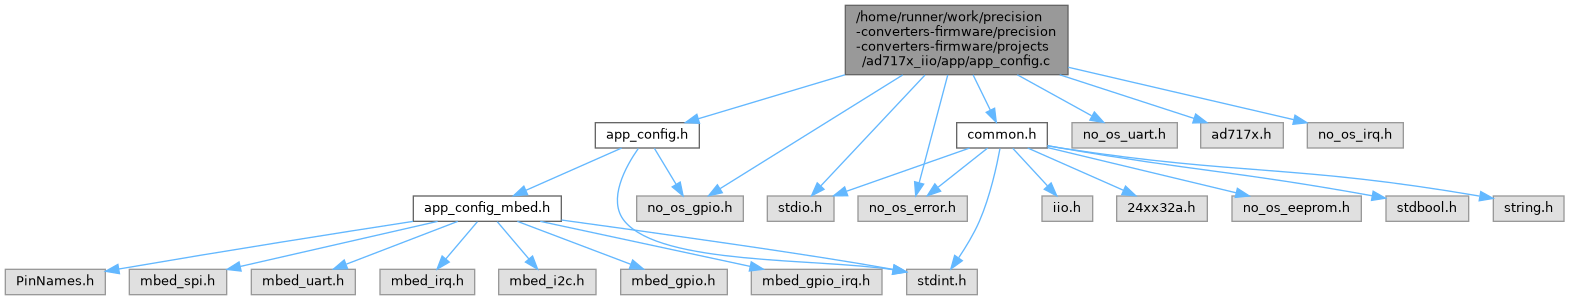 /home/runner/work/precision
-converters-firmware/precision
-converters-firmware/projects
/ad717x_iio/app/app_config.c
app_config.h
common.h
no_os_uart.h
ad717x.h
no_os_irq.h
app_config_mbed.h
no_os_gpio.h
stdio.h
no_os_error.h
iio.h
24xx32a.h
no_os_eeprom.h
stdbool.h
string.h
PinNames.h
mbed_spi.h
mbed_uart.h
mbed_irq.h
mbed_i2c.h
mbed_gpio.h
mbed_gpio_irq.h
stdint.h